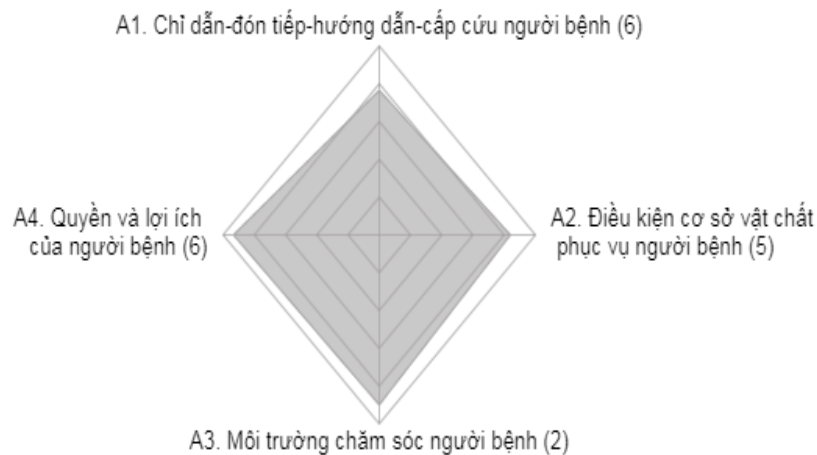 A1. Chỉ dẫn-đón tiếp-hướng dẫn-cấp cứu người bệnh (6)
A4. Quyền và lợi ích
của người bệnh (6)
A2. Điều kiện cơ sở vật chất
phục vụ người bệnh (5)
A3. Môi trường chăm sóc người bệnh (2)